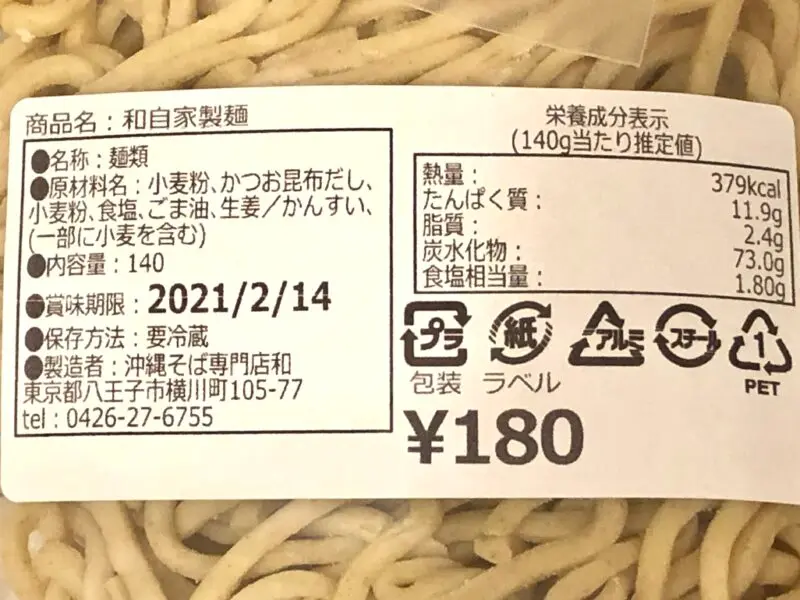 商品名：和自家製麺
●名称：麺類
●原材料名：小麦粉、かつお昆布だし、
小麦粉、食塩、ごま油、生姜／かんすい、
(一部に小麦を含む)
●内容量：140
●賞味期限：2021/2/14
●保存方法：要冷蔵
●製造者：沖縄そば専門店和
東京都八王子市横川町105-77
tel：0426-27-6755
栄養成分表示
(140g当たり推定値)
熱量： 379kcal
たんぱく質： 11.9g
脂質： 2.4g
炭水化物： 73.0g
食塩相当量： 1.80g
プラ 紙 アルミ スチール 1
包装 ラベル PET
¥180